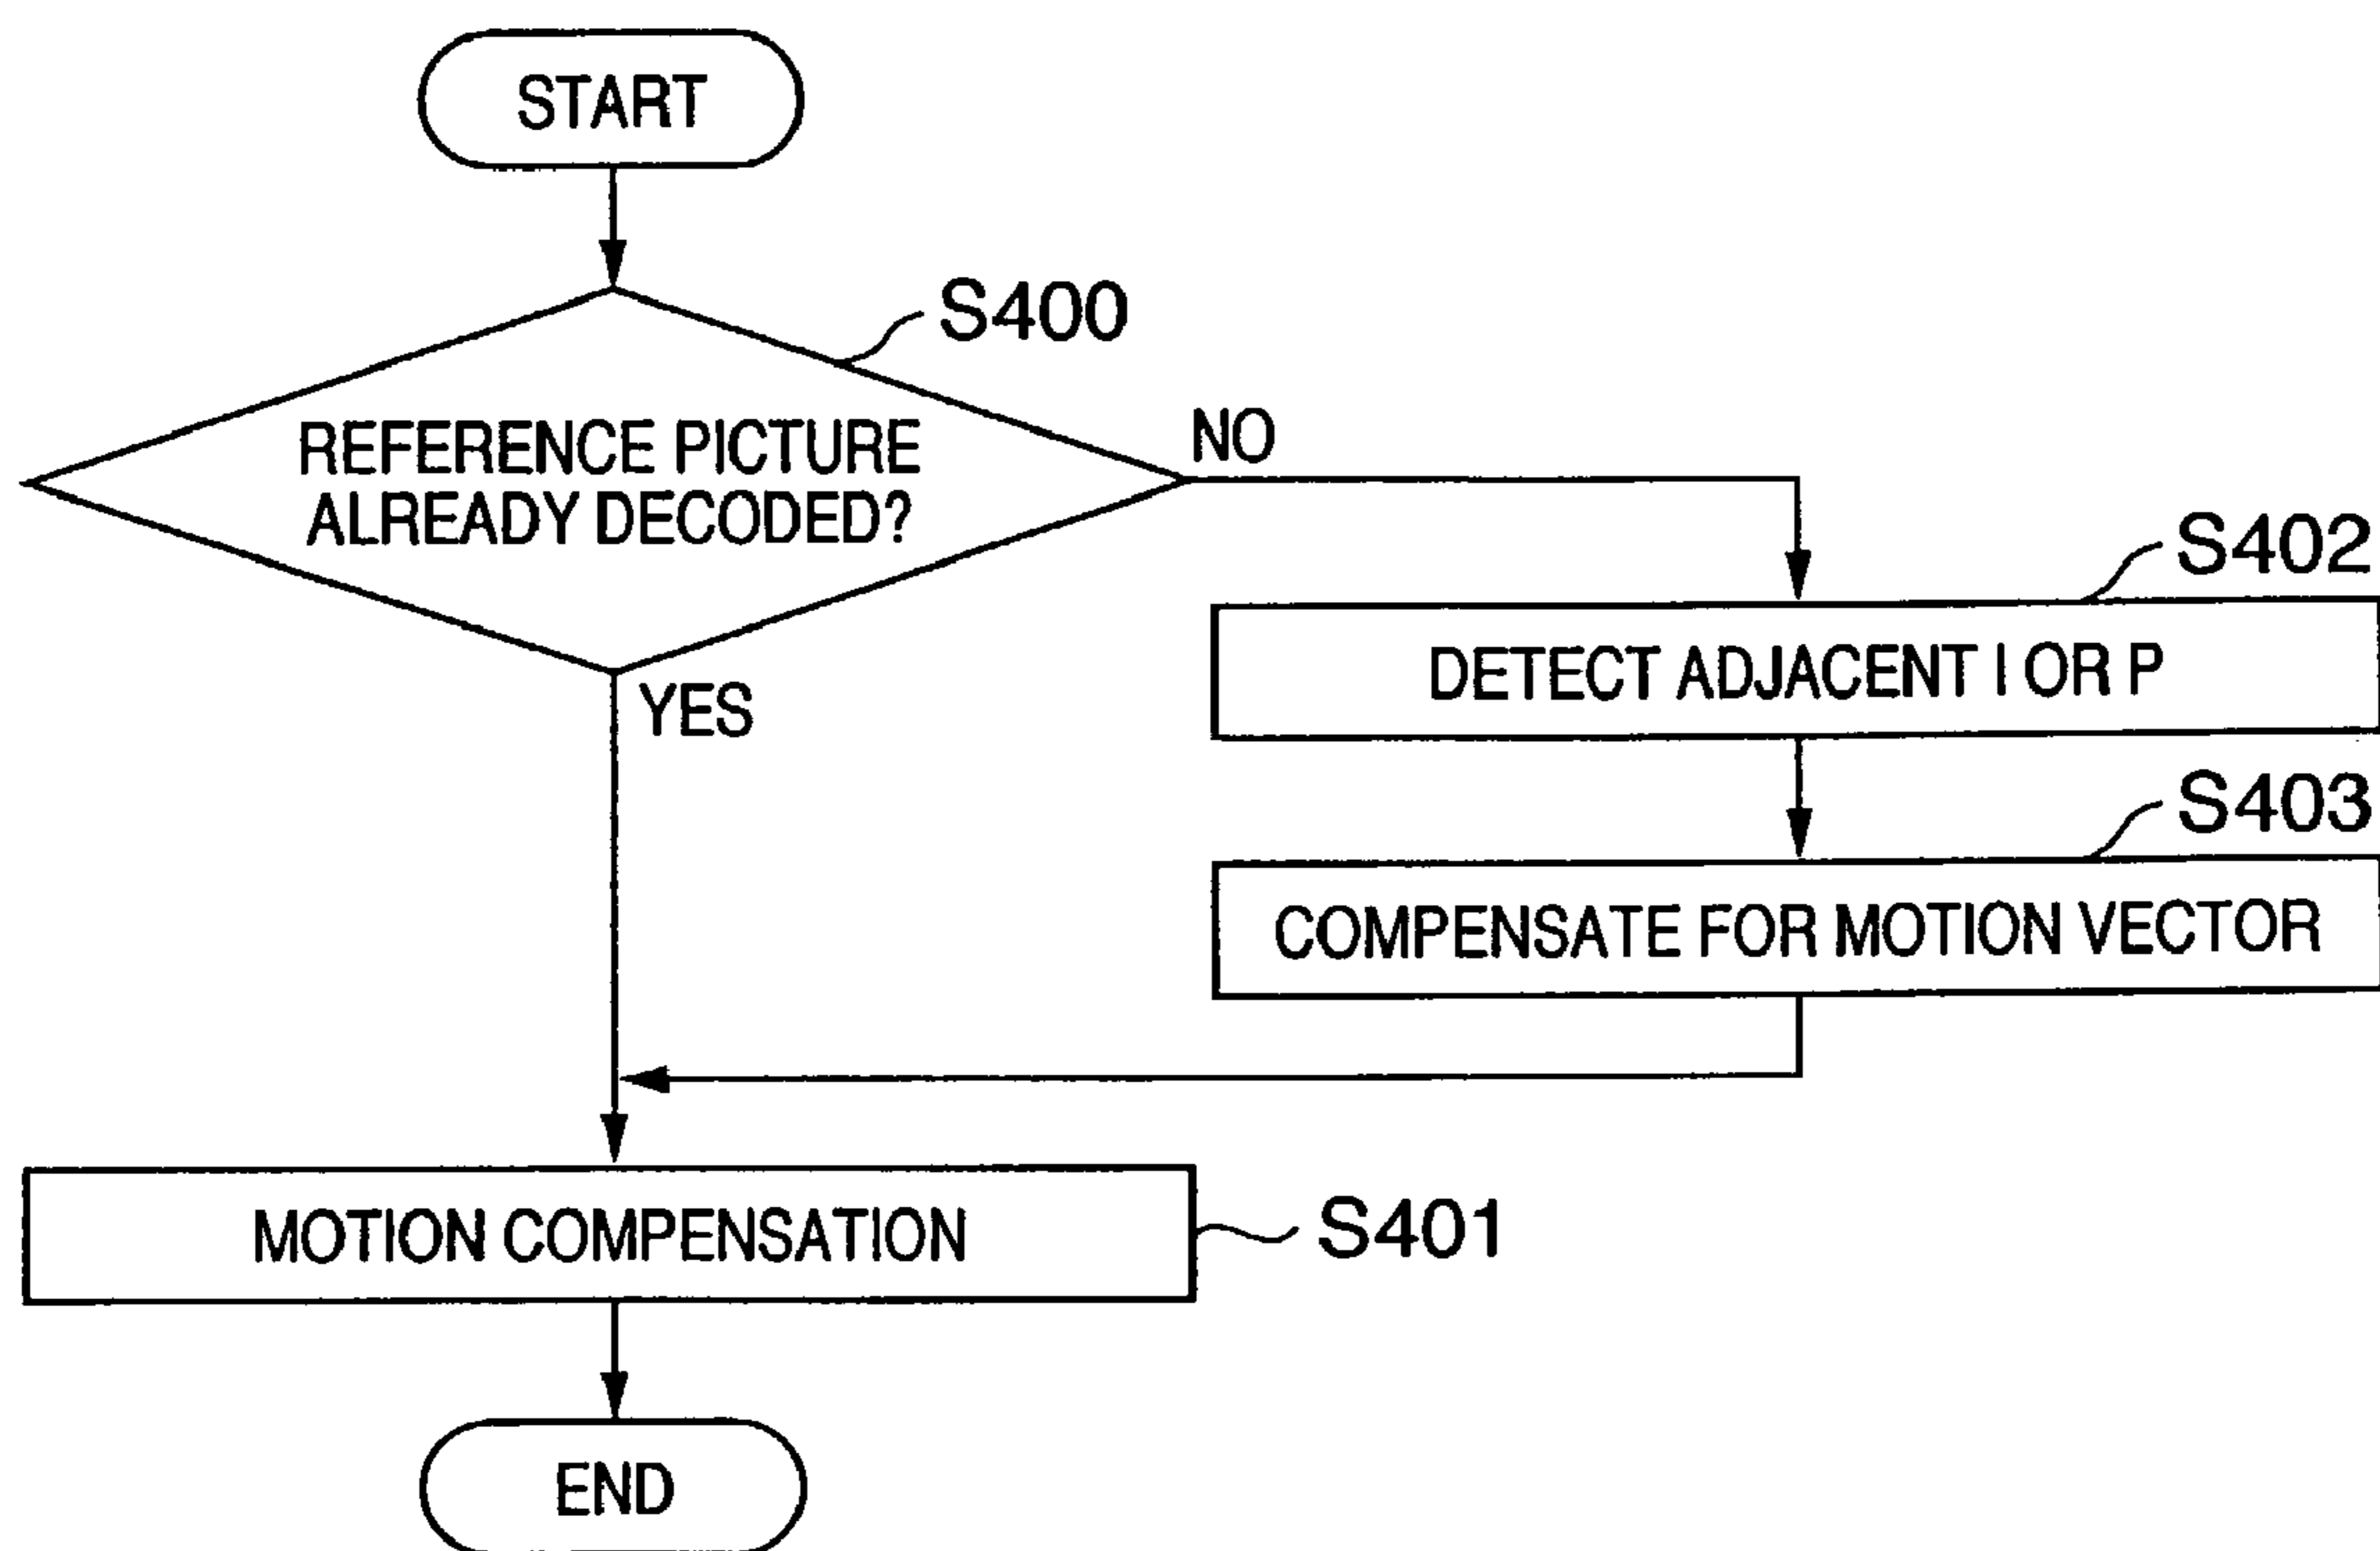 START
S400
REFERENCE PICTURE
ALREADY DECODED?
NO
YES
S402
DETECT ADJACENT I OR P
S403
COMPENSATE FOR MOTION VECTOR
MOTION COMPENSATION
S401
END